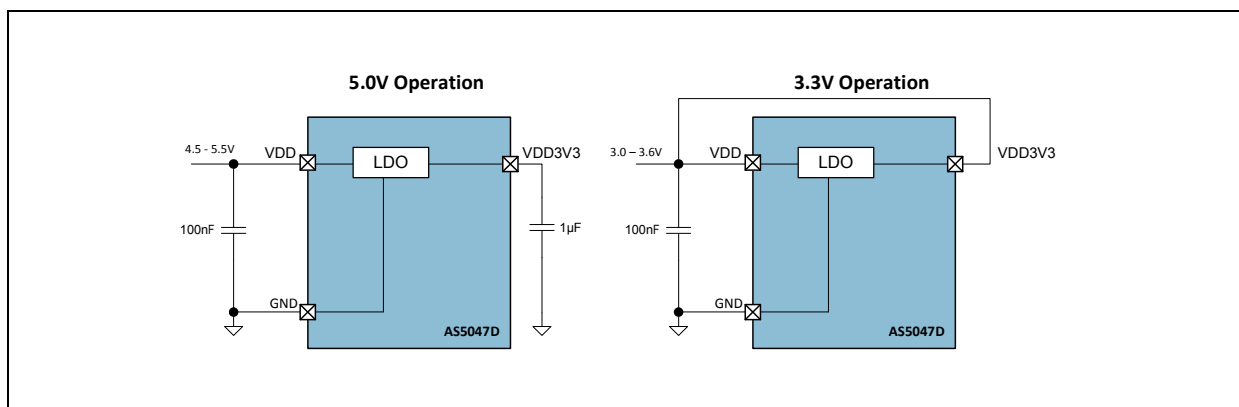 5.0V Operation
4.5 - 5.5V
VDD
LDO
VDD3V3
100nF
1µF
GND
AS5047D
3.3V Operation
3.0 – 3.6V
VDD
LDO
VDD3V3
100nF
GND
AS5047D